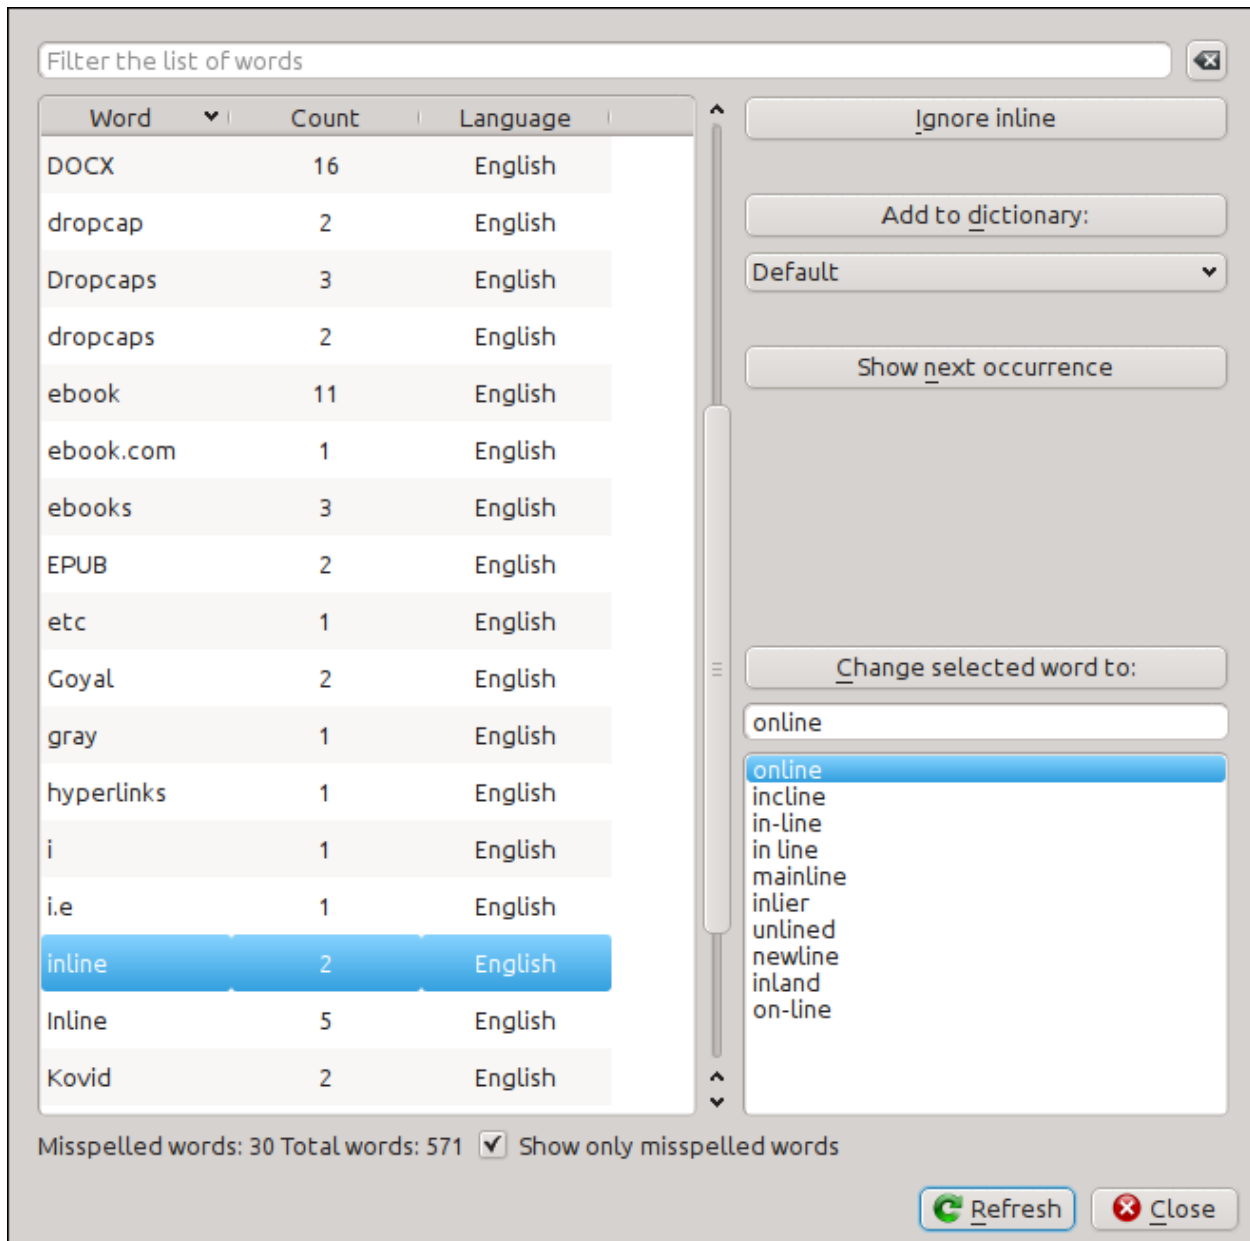 Filter the list of words
Word Count Language
DOCX 16 English
dropcap 2 English
Dropcaps 3 English
dropcaps 2 English
ebook 11 English
ebook.com 1 English
ebooks 3 English
EPUB 2 English
etc 1 English
Goyal 2 English
gray 1 English
hyperlinks 1 English
i 1 English
i.e 1 English
inline 2 English
Inline 5 English
Kovid 2 English
Ignore inline
Add to dictionary:
Default
Show next occurrence
Change selected word to:
online
online
incline
in-line
in line
mainline
inlier
unlined
newline
inland
on-line
Misspelled words: 30 Total words: 571 Show only misspelled words
Refresh Close